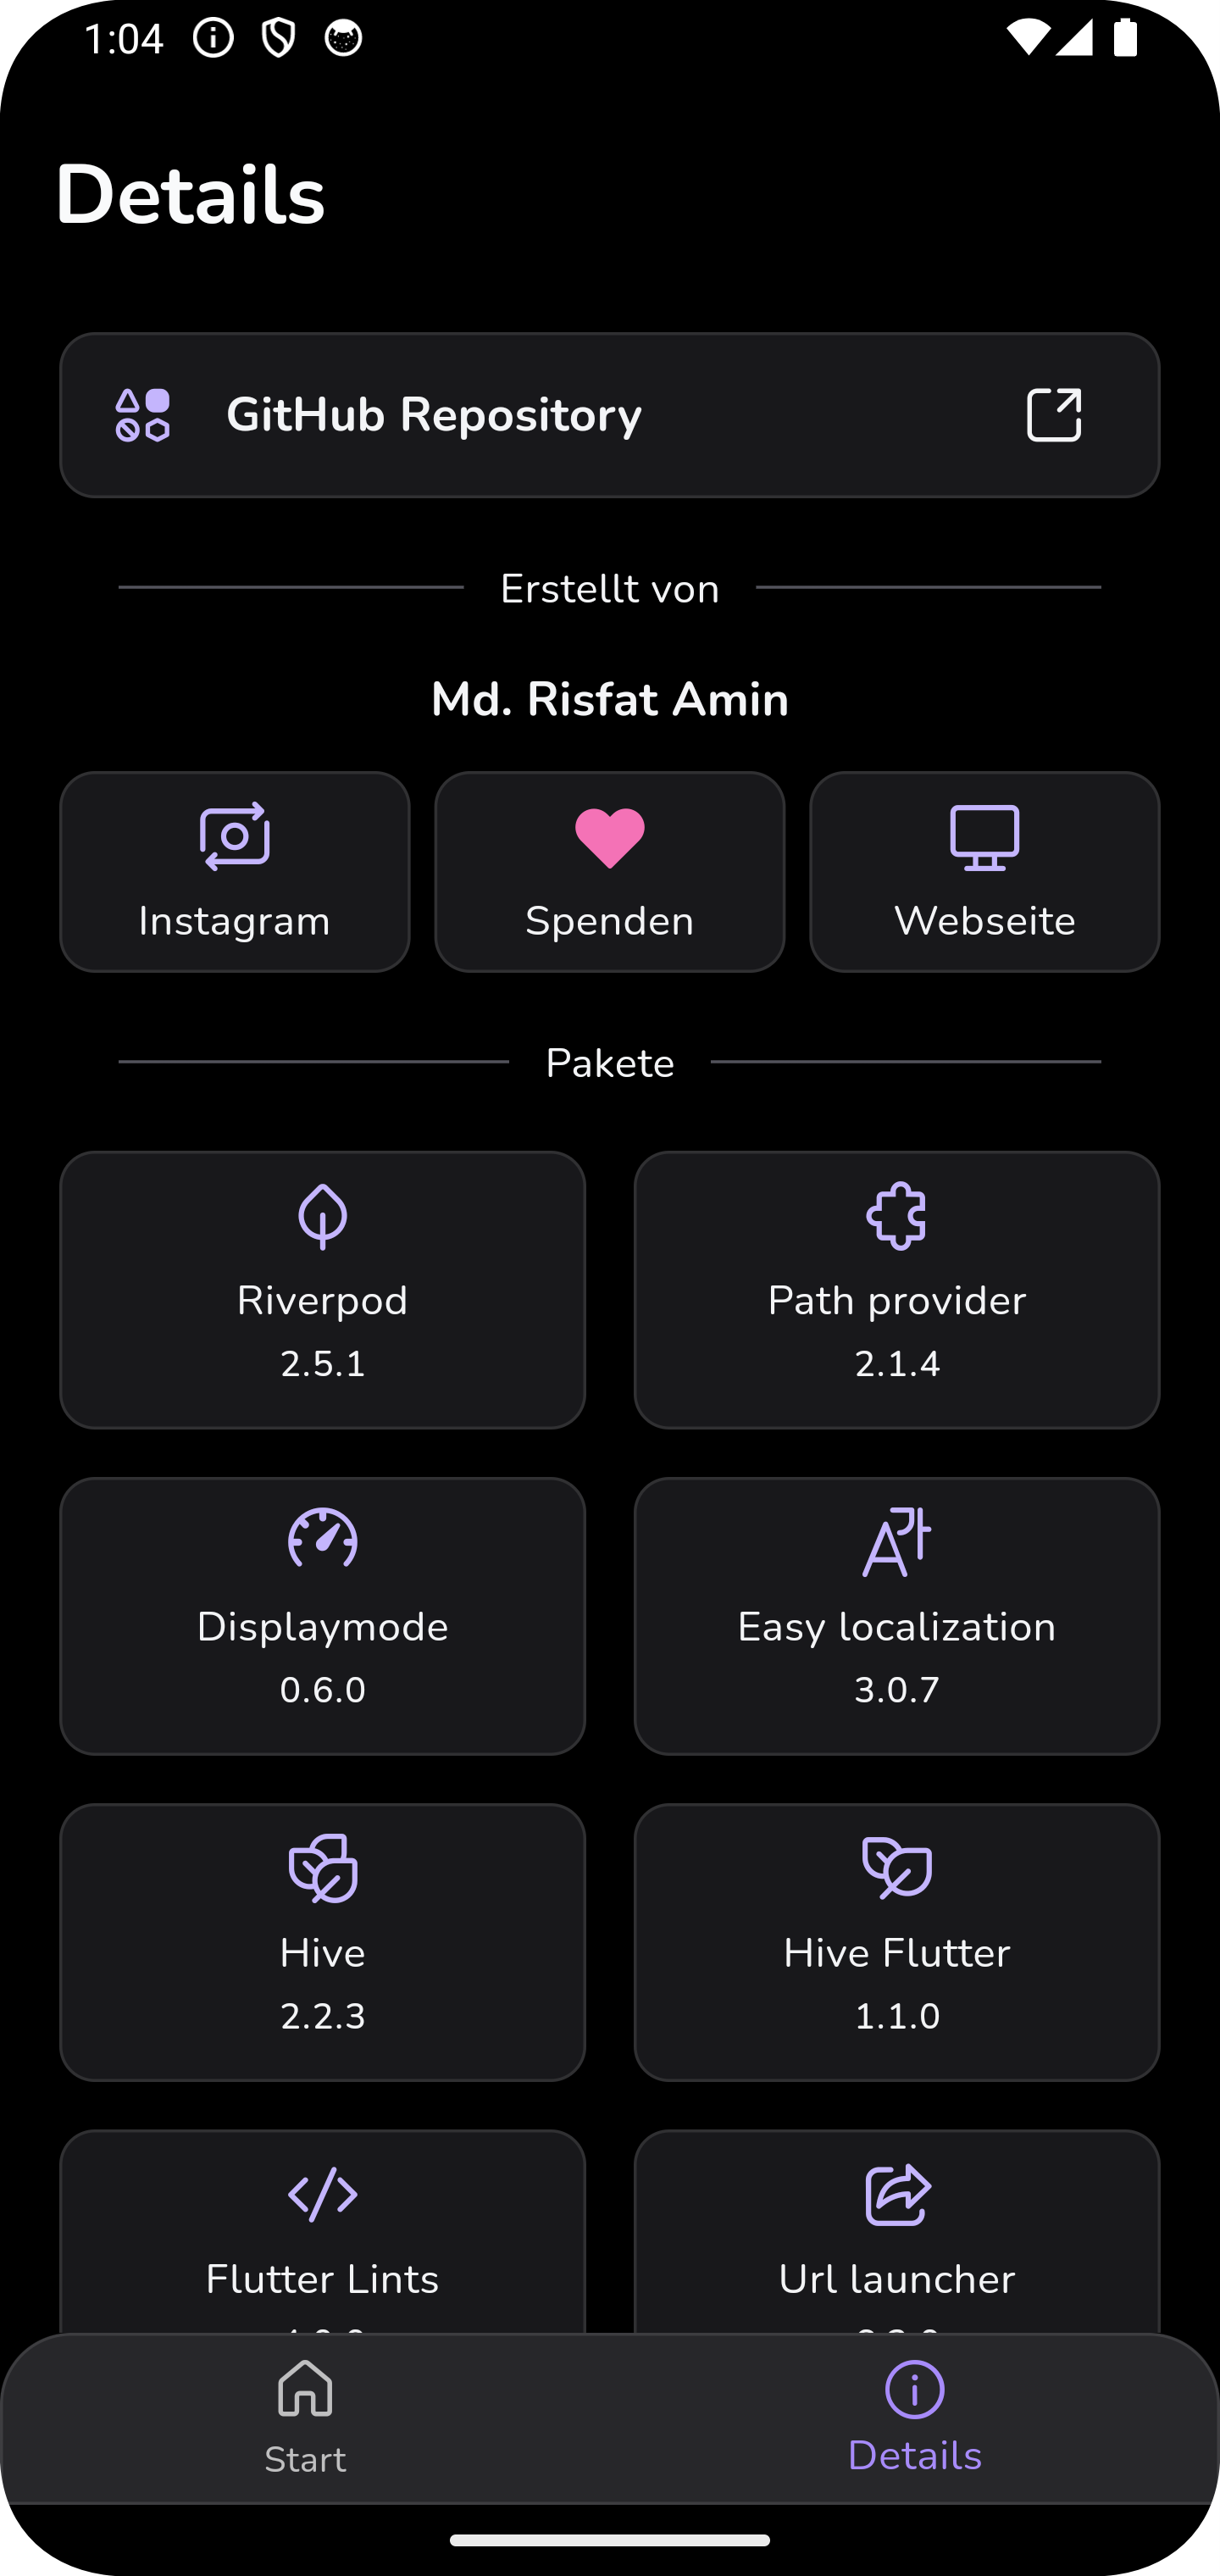 1:04
Details
GitHub Repository
Erstellt von
Md. Risfat Amin
Instagram
Spenden
Webseite
Pakete
Riverpod
2.5.1
Path provider
2.1.4
Displaymode
0.6.0
Easy localization
3.0.7
Hive
2.2.3
Hive Flutter
1.1.0
Flutter Lints
Url launcher
Start
Details